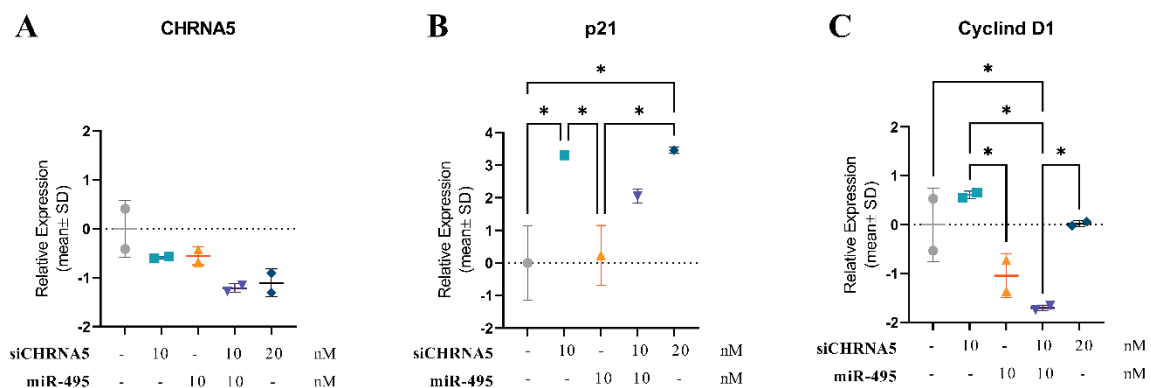 A CHRNA5
Relative Expression
(mean± SD)
2
1
0
-1
-2
siCHRNA5 - 10 - 10 20 nM
miR-495 - - 10 10 - nM
B p21
* 
* * *
Relative Expression
(mean± SD)
4
3
2
1
0
-1
-2
siCHRNA5 - 10 - 10 20 nM
miR-495 - - 10 10 - nM
C Cyclind D1
*
*
* *
Relative Expression
(mean± SD)
2
1
0
-1
-2
siCHRNA5 - 10 - 10 20 nM
miR-495 - - 10 10 - nM